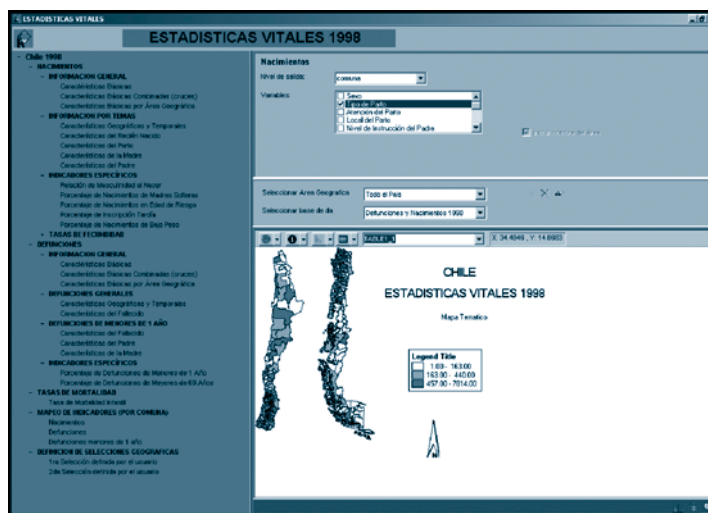 ESTADISTICAS VITALES
ESTADISTICAS VITALES 1998
- Chile 1998
- NACIMIENTOS
- INFORMACION GENERAL
Características Básicas
Características Básicas Combinadas (cruces)
Características Básicas por Área Geográfica
- INFORMACION POR TEMAS
Características Geográficas y Temporales
Características del Recién Nacido
Características del Parto
Características de la Madre
Características del Padre
- INDICADORES ESPECÍFICOS
Relación de Masculinidad al Nacer
Porcentaje de Nacimientos de Madres Solteras
Porcentaje de Nacimientos en Edad de Riesgo
Porcentaje de Inscripción Tardía
Porcentaje de Nacimientos de Bajo Peso
+ TASAS DE FECUNDIDAD
- DEFUNCIONES
- INFORMACION GENERAL
Características Básicas
Características Básicas Combinadas (cruces)
Características Básicas por Área Geográfica
- DEFUNCIONES GENERALES
Características Geográficas y Temporales
Características del Fallecido
- DEFUNCIONES DE MENORES DE 1 AÑO
Características del Fallecido
Características del Padre
Características de la Madre
- INDICADORES ESPECÍFICOS
Porcentaje de Defunciones de Menores de 1 Año
Porcentaje de Defunciones de Mayores de 60 Años
- TASAS DE MORTALIDAD
Tasa de Mortalidad Infantil
- MAPEO DE INDICADORES (POR COMUNA)
Nacimientos
Defunciones
Defunciones menores de 1 año
- DEFINICION DE SELECCIONES GEOGRAFICAS
1ra Selección definida por el usuario
2da Selección definida por el usuario
Nacimientos
Nivel de salida: comuna
Variables:
Sexo
Tipo de Parto
Atención del Parto
Local del Parto
Nivel de Instrucción del Padre
Seleccionar Area Geografica Todo el Pais
Seleccionar base de da Defunciones y Nacimientos 1998
TABLE1_1
CHILE
ESTADISTICAS VITALES 1998
Mapa Tematico
Legend Title
1.00 - 163.00
163.00 - 440.00
457.00 - 7814.00